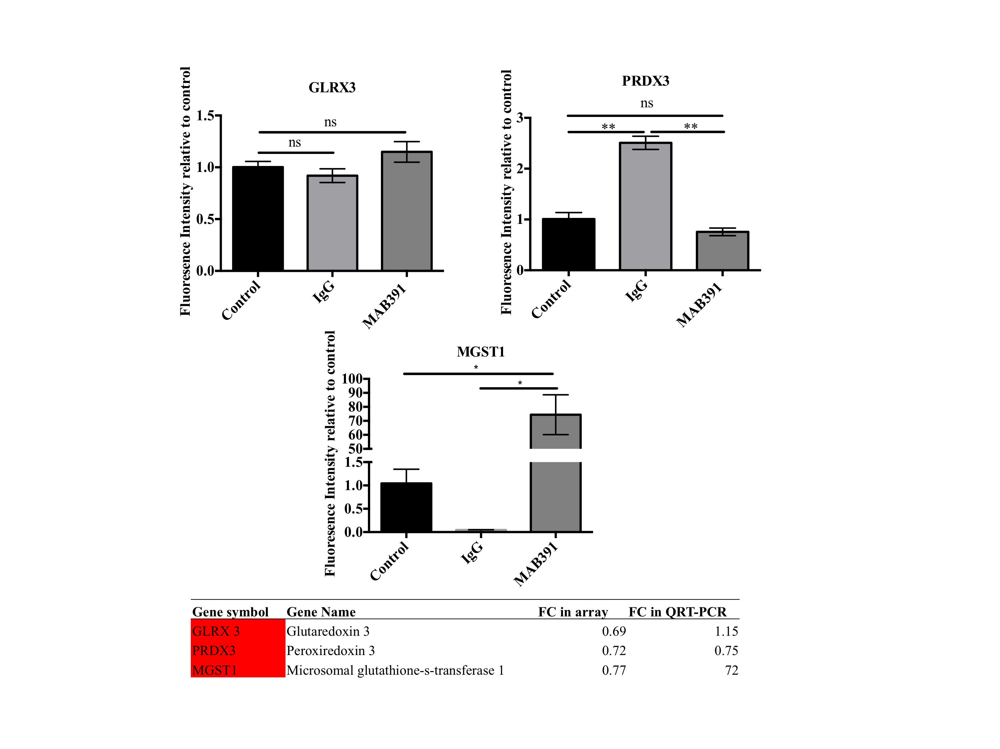 GLRX3
Fluoresence Intensity relative to control
1.5
1.0
0.5
0.0
ns
ns
Control
IgG
MAB391
PRDX3
Fluoresence Intensity relative to control
3
2
1
0
ns
**
**
Control
IgG
MAB391
MGST1
Fluoresence Intensity relative to control
100
90
80
70
60
50
1.5
1.0
0.5
0.0
*
*
Control
IgG
MAB391
Gene symbol Gene Name FC in array FC in QRT-PCR
GLRX 3 Glutaredoxin 3 0.69 1.15
PRDX3 Peroxiredoxin 3 0.72 0.75
MGST1 Microsomal glutathione-s-transferase 1 0.77 72